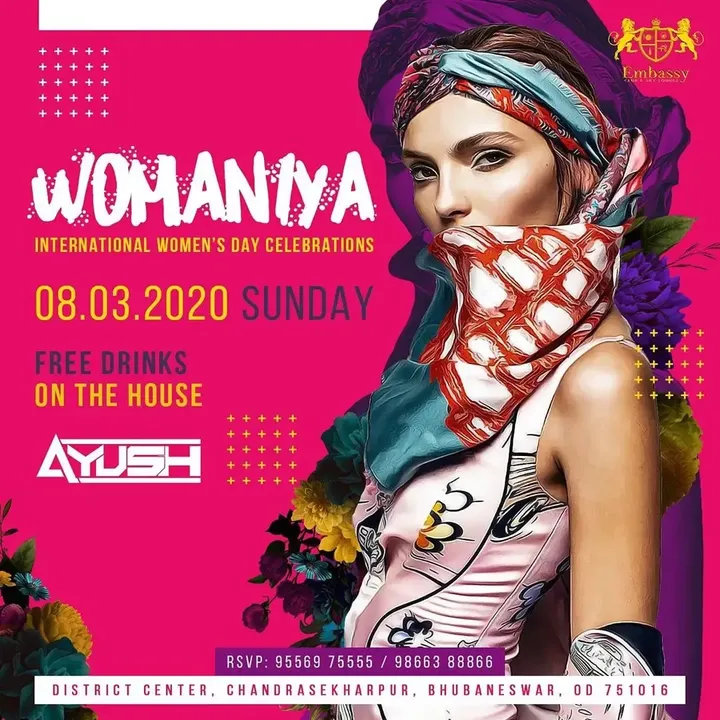 Embassy
WOMANIYA
INTERNATIONAL WOMEN'S DAY CELEBRATIONS
08.03.2020 SUNDAY
FREE DRINKS
ON THE HOUSE
AYUSH
RSVP: 95569 75555 / 98663 88866
DISTRICT CENTER, CHANDRASEKHARPUR, BHUBANESWAR, OD 751016